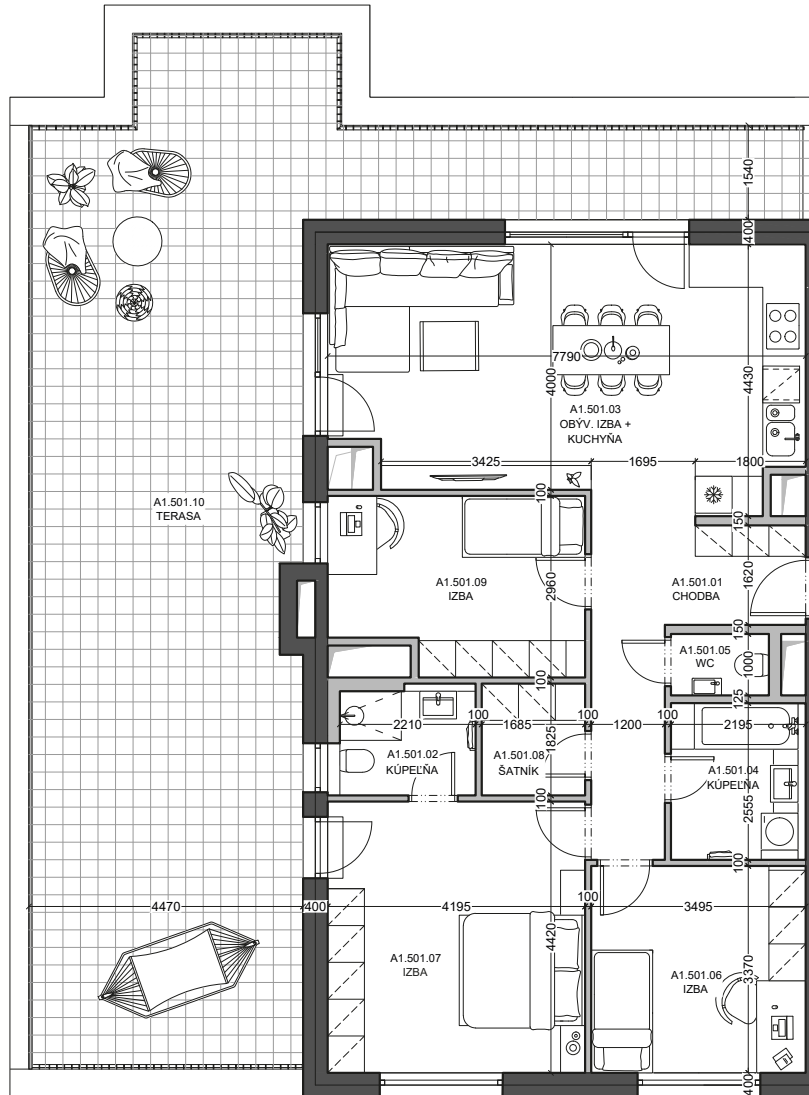 1540
400
7790
4000
4430
A1.501.03
OBÝV. IZBA +
KUCHYŇA
3425
1695
1800
100
150
A1.501.10
TERASA
A1.501.09
IZBA
2960
A1.501.01
CHODBA
1620
150
A1.501.05
WC
1000
100
125
2210
100
1685
100
1200
100
2195
1825
A1.501.02
KÚPEĽŇA
A1.501.08
ŠATNÍK
A1.501.04
KÚPEĽŇA
2555
100
100
4470
400
4195
100
3495
4420
A1.501.07
IZBA
A1.501.06
IZBA
3370
400